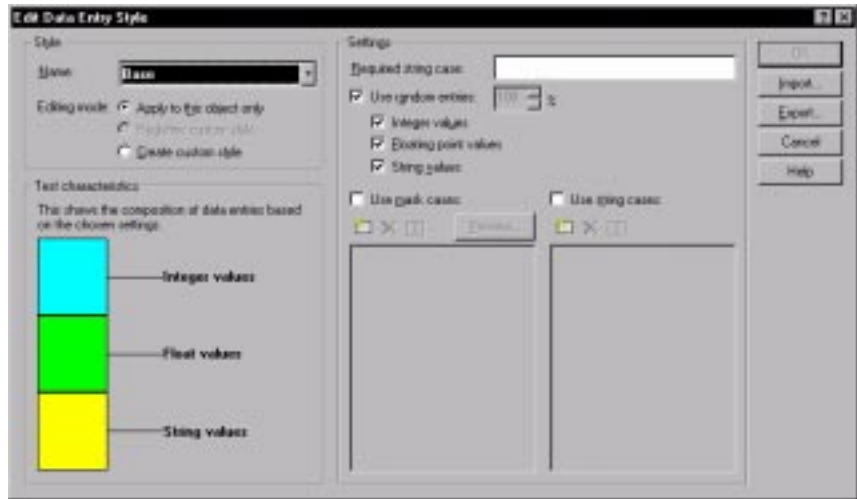 Edit Data Entry Style
Style
Name:
Base
Editing mode:
Apply to this object only
Create custom style
Test characteristics
This shows the composition of data entries based
on the chosen settings.
Integer values
Float values
String values
Settings
Required string case:
Use random entries:
100
%
Integer values
Floating point values
String values
Use mask cases:
Use string cases:
OK
Import...
Export...
Cancel
Help